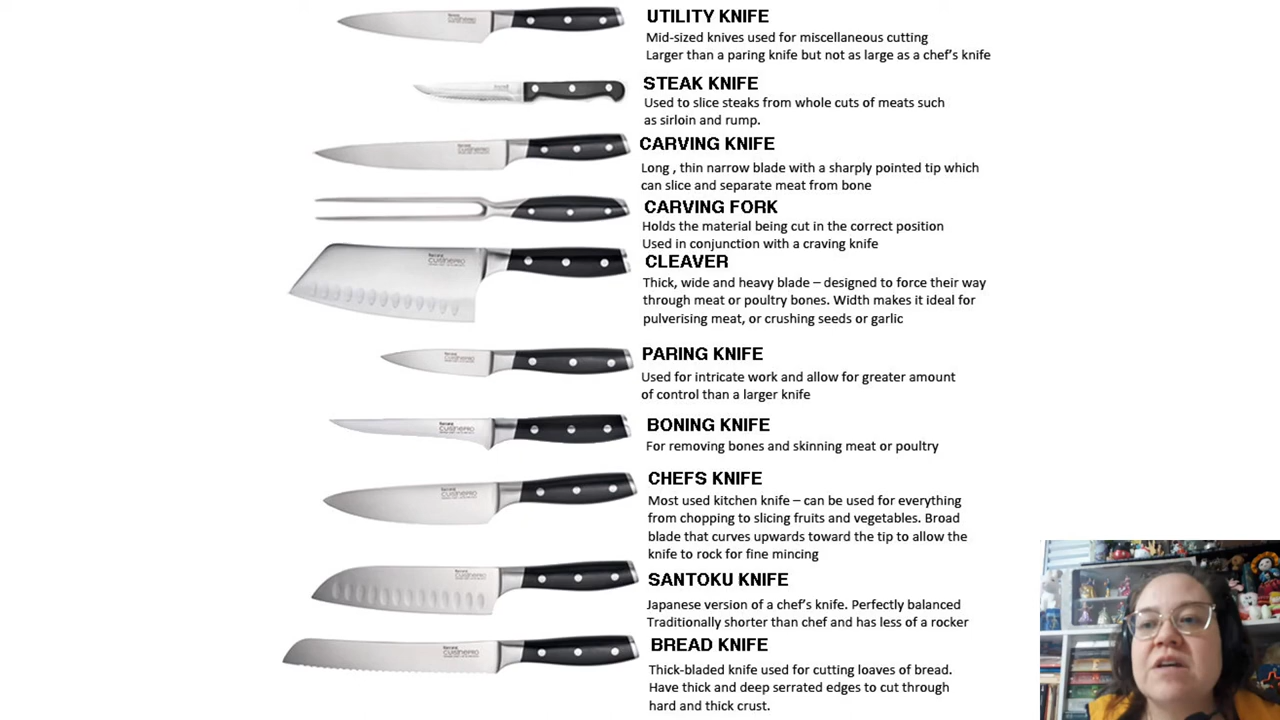 UTILITY KNIFE
Mid-sized knives used for miscellaneous cutting
Larger than a paring knife but not as large as a chef's knife
STEAK KNIFE
Used to slice steaks from whole cuts of meats such
as sirloin and rump.
CARVING KNIFE
Long , thin narrow blade with a sharply pointed tip which
can slice and separate meat from bone
CARVING FORK
Holds the material being cut in the correct position
Used in conjunction with a craving knife
CLEAVER
Thick, wide and heavy blade – designed to force their way
through meat or poultry bones. Width makes it ideal for
pulverising meat, or crushing seeds or garlic
PARING KNIFE
Used for intricate work and allow for greater amount
of control than a larger knife
BONING KNIFE
For removing bones and skinning meat or poultry
CHEFS KNIFE
Most used kitchen knife – can be used for everything
from chopping to slicing fruits and vegetables. Broad
blade that curves upwards toward the tip to allow the
knife to rock for fine mincing
SANTOKU KNIFE
Japanese version of a chef's knife. Perfectly balanced
Traditionally shorter than chef and has less of a rocker
BREAD KNIFE
Thick-bladed knife used for cutting loaves of bread.
Have thick and deep serrated edges to cut through
hard and thick crust.